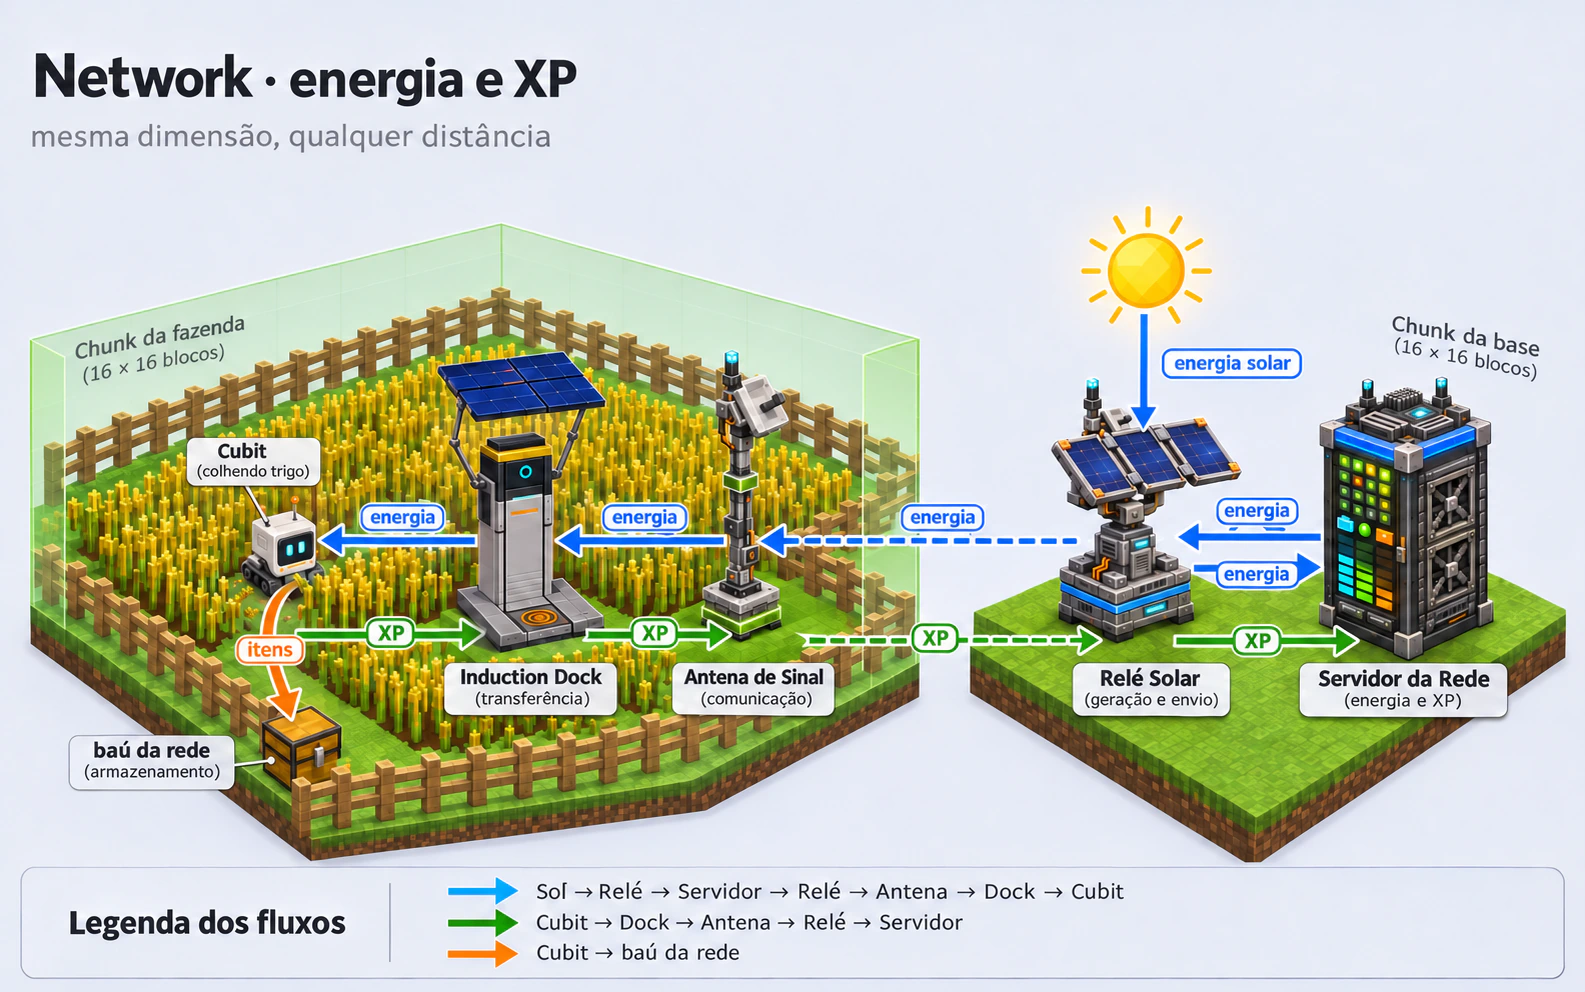 Network · energia e XP
mesma dimensão, qualquer distância
energia solar
Chunk da fazenda
(16 × 16 blocos)
Chunk da base
(16 × 16 blocos)
Cubit
(colhendo trigo)
energia
energia
energia
energia
energia
XP
XP
XP
XP
itens
Induction Dock
(transferência)
Antena de Sinal
(comunicação)
Relé Solar
(geração e envio)
Servidor da Rede
(energia e XP)
baú da rede
(armazenamento)
Legenda dos fluxos
Sol → Relé → Servidor → Relé → Antena → Dock → Cubit
Cubit → Dock → Antena → Relé → Servidor
Cubit → baú da rede